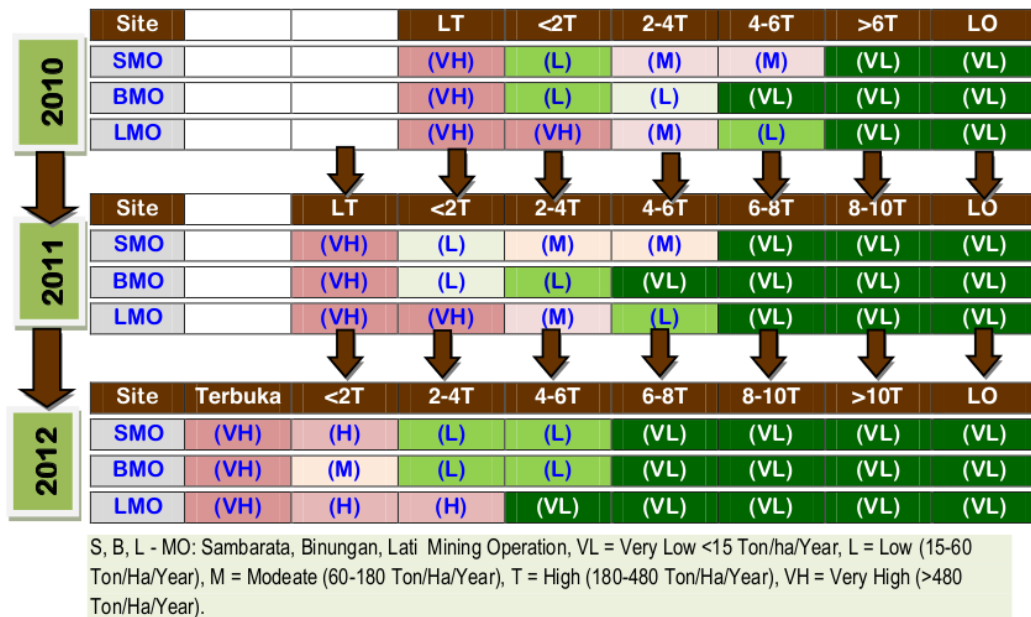 2010
Site LT <2T 2-4T 4-6T >6T LO
SMO (VH) (L) (M) (M) (VL) (VL)
BMO (VH) (L) (L) (VL) (VL) (VL)
LMO (VH) (VH) (M) (L) (VL) (VL)
2011
Site LT <2T 2-4T 4-6T 6-8T 8-10T LO
SMO (VH) (L) (M) (M) (VL) (VL) (VL)
BMO (VH) (L) (L) (VL) (VL) (VL) (VL)
LMO (VH) (VH) (M) (L) (VL) (VL) (VL)
2012
Site Terbuka <2T 2-4T 4-6T 6-8T 8-10T >10T LO
SMO (VH) (H) (L) (L) (VL) (VL) (VL) (VL)
BMO (VH) (M) (L) (L) (VL) (VL) (VL) (VL)
LMO (VH) (H) (H) (VL) (VL) (VL) (VL) (VL)
S, B, L - MO: Sambarata, Binungan, Lati Mining Operation, VL = Very Low <15 Ton/ha/Year, L = Low (15-60
Ton/Ha/Year), M = Modeate (60-180 Ton/Ha/Year), T = High (180-480 Ton/Ha/Year), VH = Very High (>480
Ton/Ha/Year).